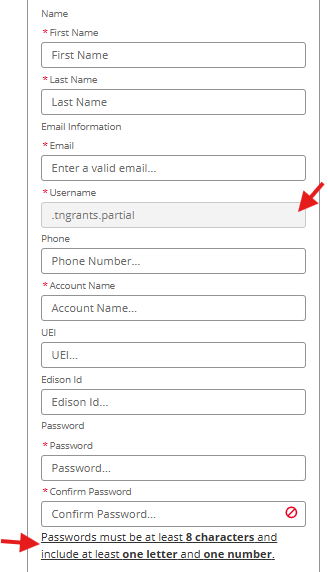 Name
* First Name
First Name
* Last Name
Last Name
Email Information
* Email
Enter a valid email...
* Username
.tngrants.partial
Phone
Phone Number...
* Account Name
Account Name...
UEI
UEI...
Edison Id
Edison Id...
Password
* Password
Password...
* Confirm Password
Confirm Password...
Passwords must be at least 8 characters and
include at least one letter and one number.